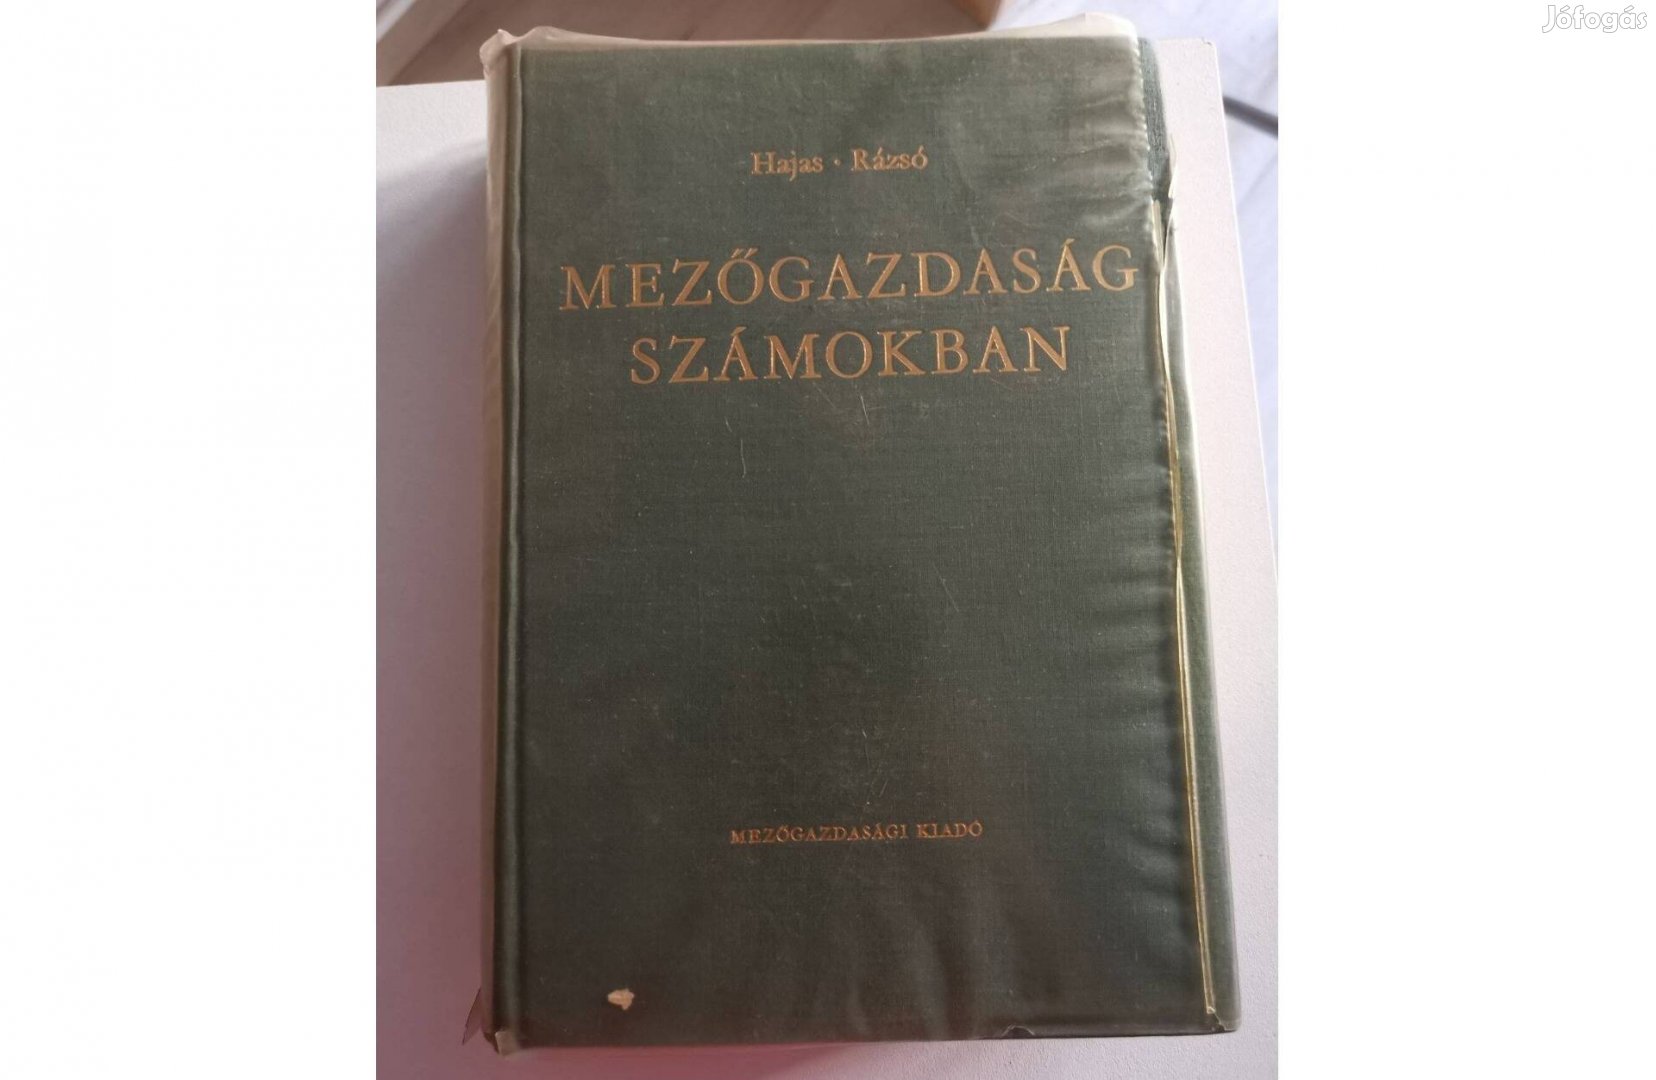 Jófogás
Hajas · Rázsó
MEZŐGAZDASÁG
SZÁMOKBAN
MEZŐGAZDASÁGI KIADÓ